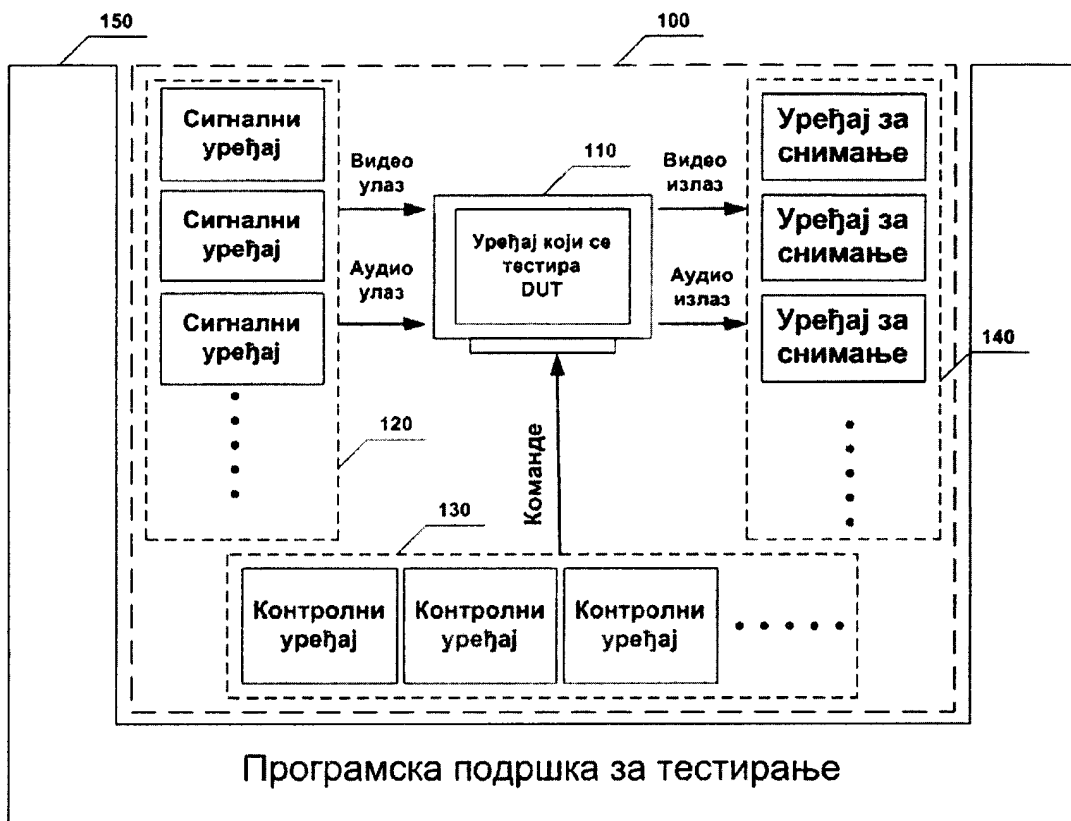 150
100
Сигнални
уређај
Сигнални
уређај
Сигнални
уређај
120
Видео
улаз
Аудио
улаз
110
Уређај који се
тестира
DUT
Видео
излаз
Аудио
излаз
Уређај за
снимање
Уређај за
снимање
Уређај за
снимање
140
Команде
130
Контролни
уређај
Контролни
уређај
Контролни
уређај
Програмска подршка за тестирање